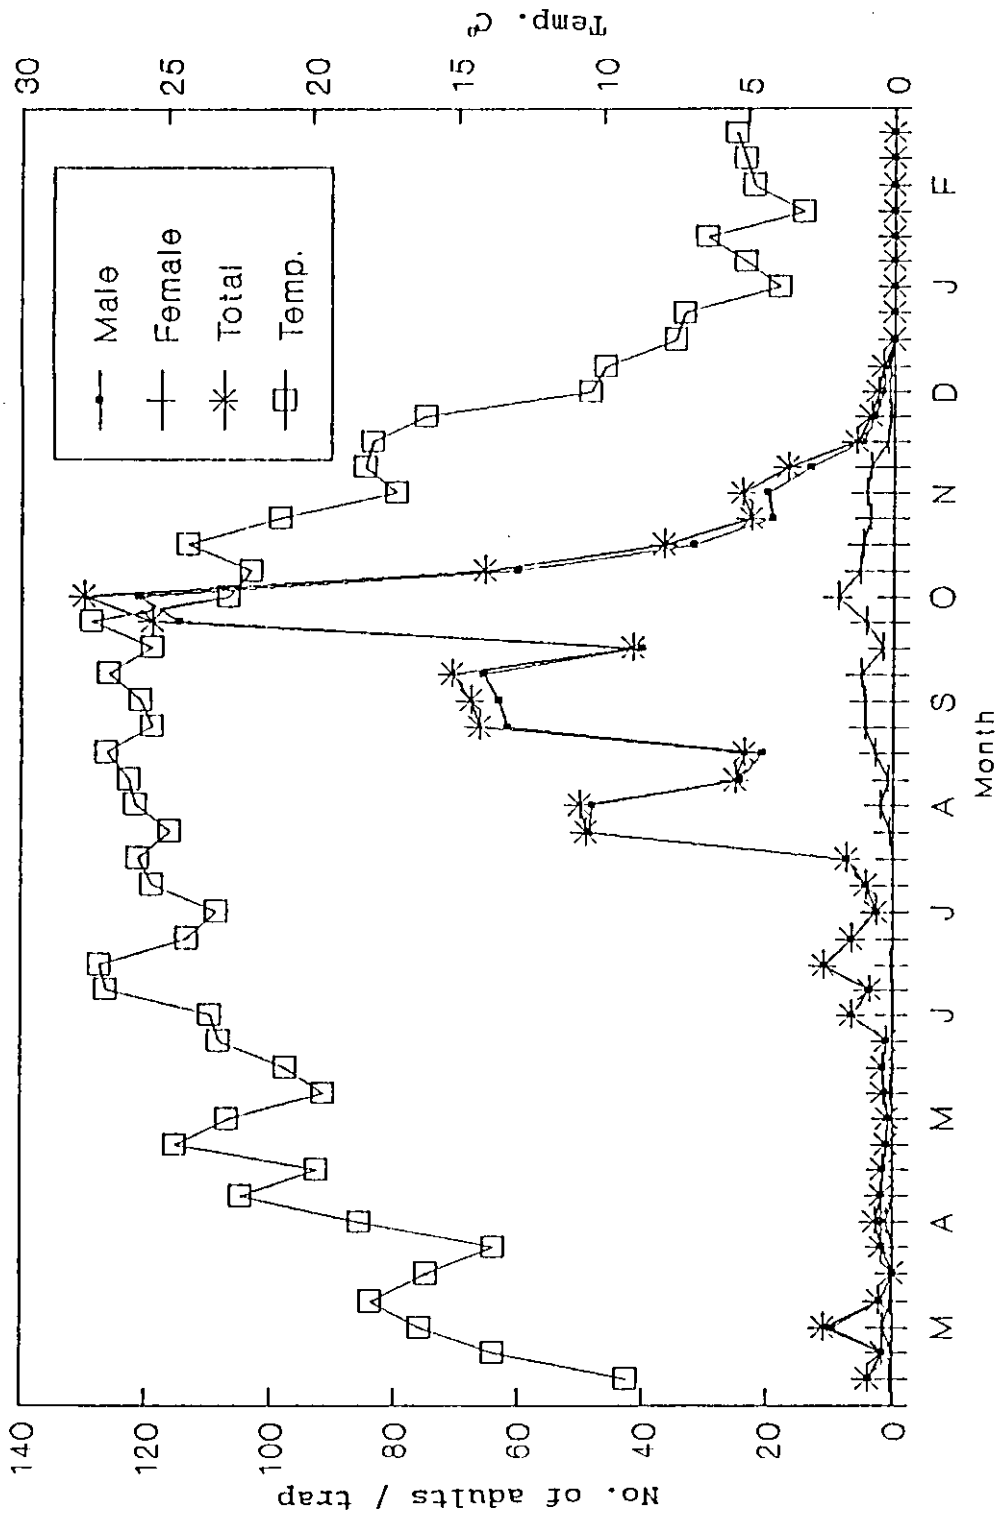 No. of adults / trap
140
120
100
80
60
40
20
0
Male
Female
Total
Temp.
30
25
20
15
10
5
0
Temp. C°
M
A
M
J
J
A
S
O
N
D
J
F
Month